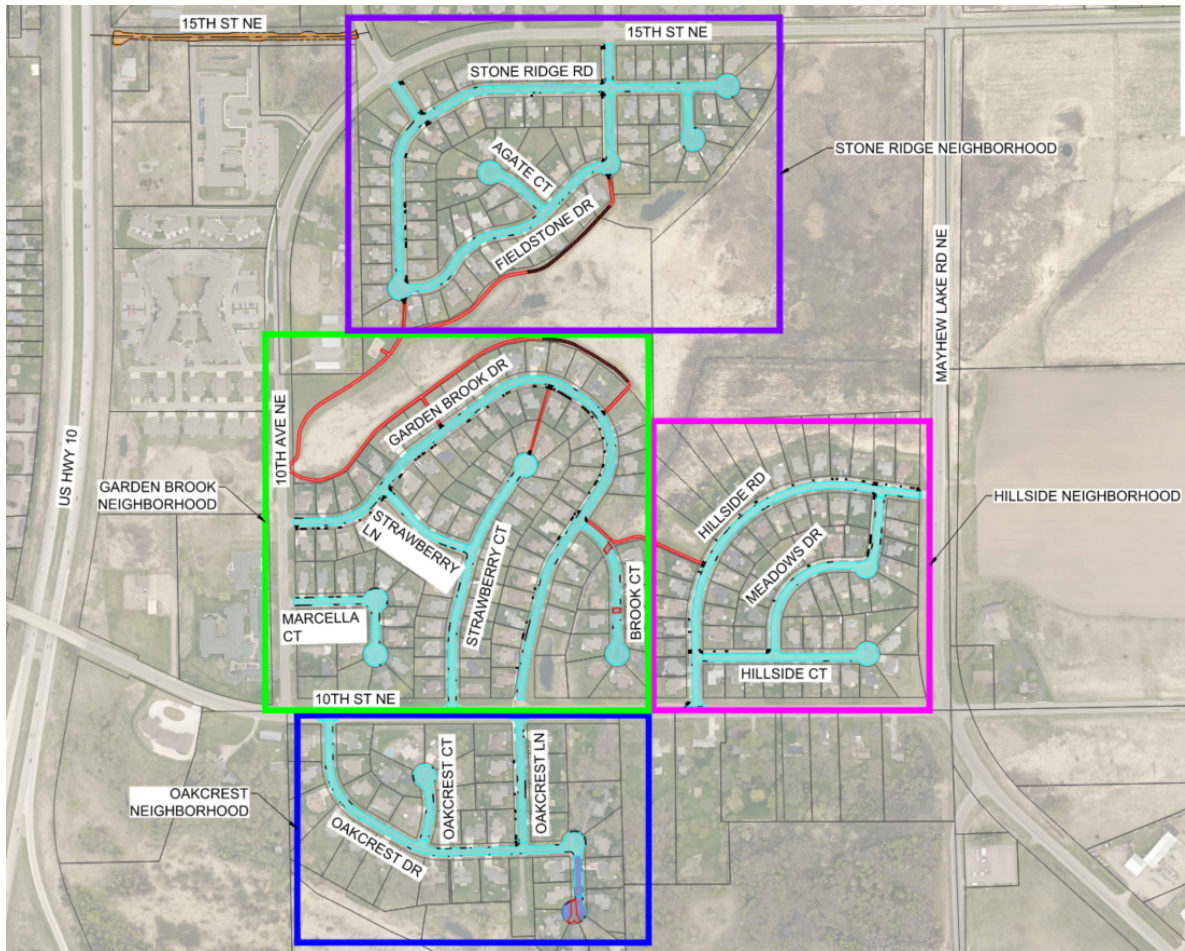 15TH ST NE
15TH ST NE
STONE RIDGE RD
STONE RIDGE NEIGHBORHOOD
AGATE CT
FIELDSTONE DR
MAYHEW LAKE RD NE
GARDEN BROOK DR
10TH AVE NE
US HWY 10
GARDEN BROOK
NEIGHBORHOOD
HILLSIDE RD
HILLSIDE NEIGHBORHOOD
STRAWBERRY
LN
STRAWBERRY CT
MEADOWS DR
BROOK CT
MARCELLA
CT
HILLSIDE CT
10TH ST NE
OAKCREST CT
OAKCREST LN
OAKCREST
NEIGHBORHOOD
OAKCREST DR